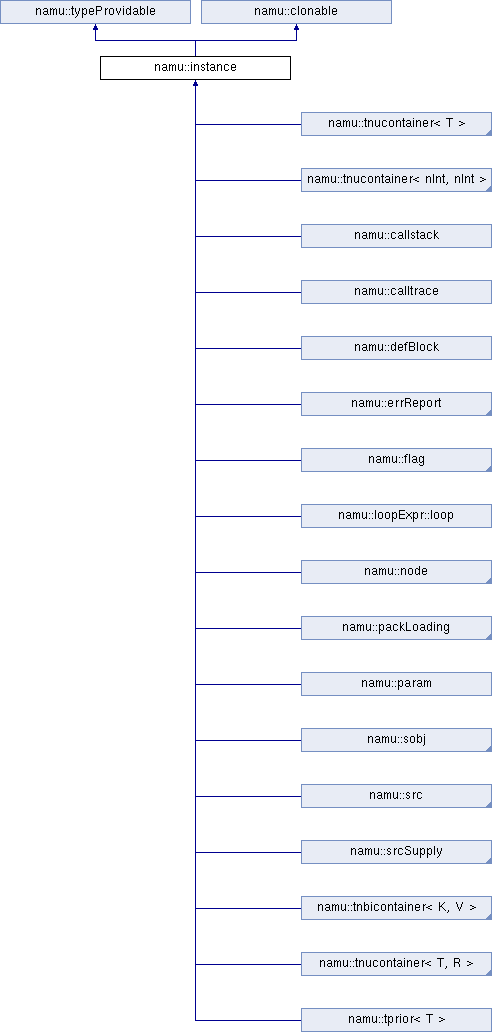 namu::typeProvidable
namu::clonable
namu::instance
namu::tnucontainer< T >
namu::tnucontainer< nInt, nInt >
namu::callstack
namu::calltrace
namu::defBlock
namu::errReport
namu::flag
namu::loopExpr::loop
namu::node
namu::packLoading
namu::param
namu::sobj
namu::src
namu::srcSupply
namu::tnbicontainer< K, V >
namu::tnucontainer< T, R >
namu::tprior< T >